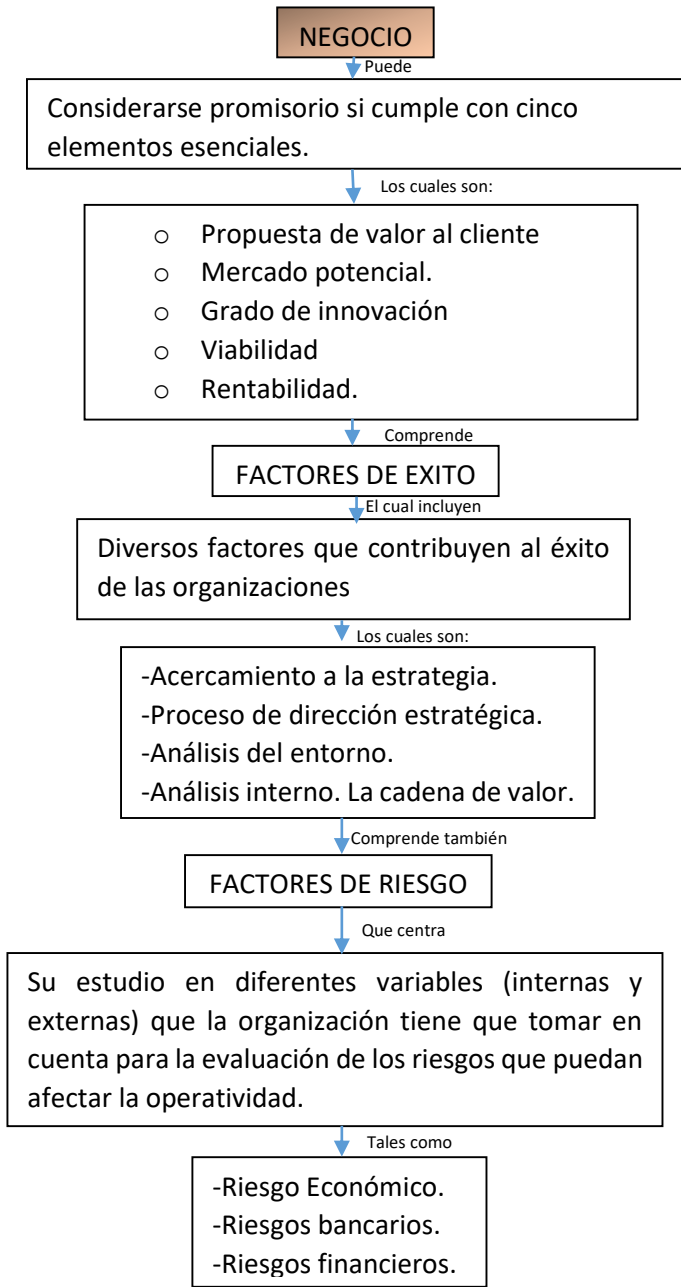 NEGOCIO
Puede
Considerarse promisorio si cumple con cinco
elementos esenciales.
Los cuales son:
o Propuesta de valor al cliente
o Mercado potencial.
o Grado de innovación
o Viabilidad
o Rentabilidad.
Comprende
FACTORES DE EXITO
El cual incluyen
Diversos factores que contribuyen al éxito
de las organizaciones
Los cuales son:
-Acercamiento a la estrategia.
-Proceso de dirección estratégica.
-Análisis del entorno.
-Análisis interno. La cadena de valor.
Comprende también
FACTORES DE RIESGO
Que centra
Su estudio en diferentes variables (internas y
externas) que la organización tiene que tomar en
cuenta para la evaluación de los riesgos que puedan
afectar la operatividad.
Tales como
-Riesgo Económico.
-Riesgos bancarios.
-Riesgos financieros.